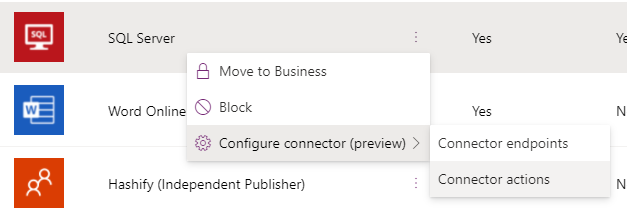 SQL
SQL Server
Yes
Ye
Move to Business
W
Word Online
Block
Yes
N
Configure connector (preview)
Connector endpoints
Connector actions
Hashify (Independent Publisher)
N